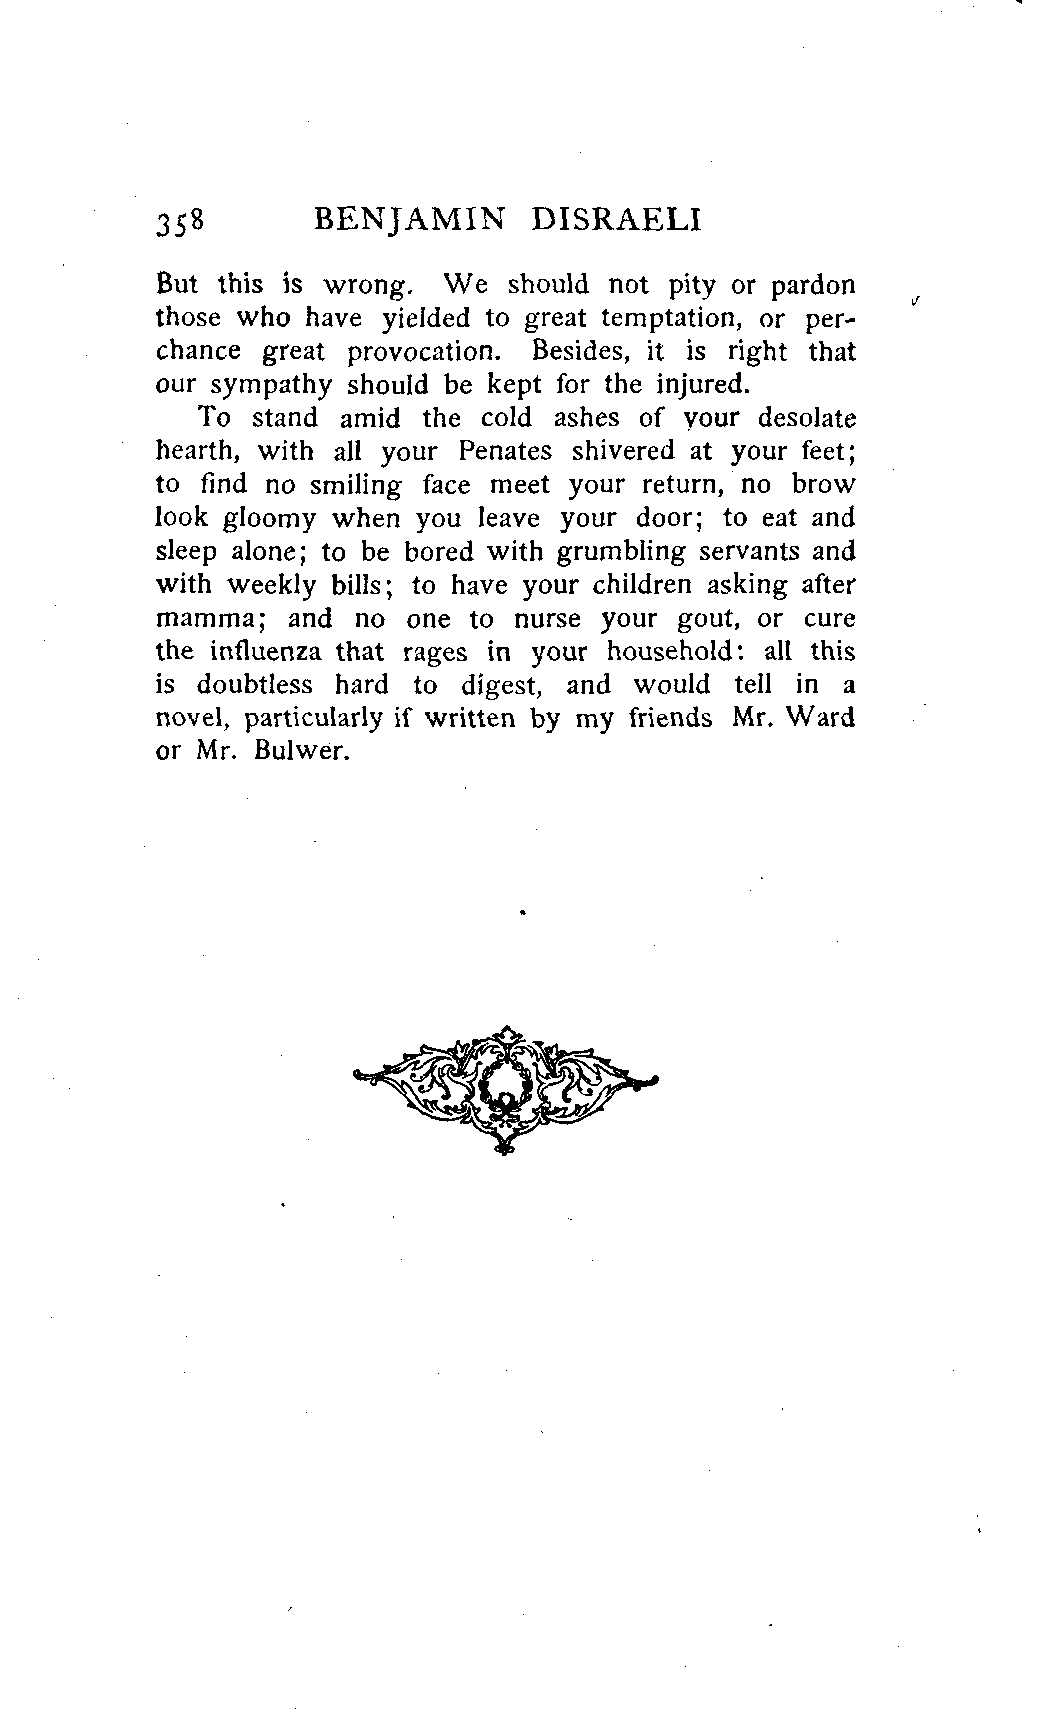 358 BENJAMIN DISRAELI
But this is wrong. We should not pity or pardon
those who have yielded to great temptation, or per-
chance great provocation. Besides, it is right that
our sympathy should be kept for the injured.
To stand amid the cold ashes of your desolate
hearth, with all your Penates shivered at your feet;
to find no smiling face meet your return, no brow
look gloomy when you leave your door; to eat and
sleep alone; to be bored with grumbling servants and
with weekly bills; to have your children asking after
mamma; and no one to nurse your gout, or cure
the influenza that rages in your household: all this
is doubtless hard to digest, and would tell in a
novel, particularly if written by my friends Mr. Ward
or Mr. Bulwer.